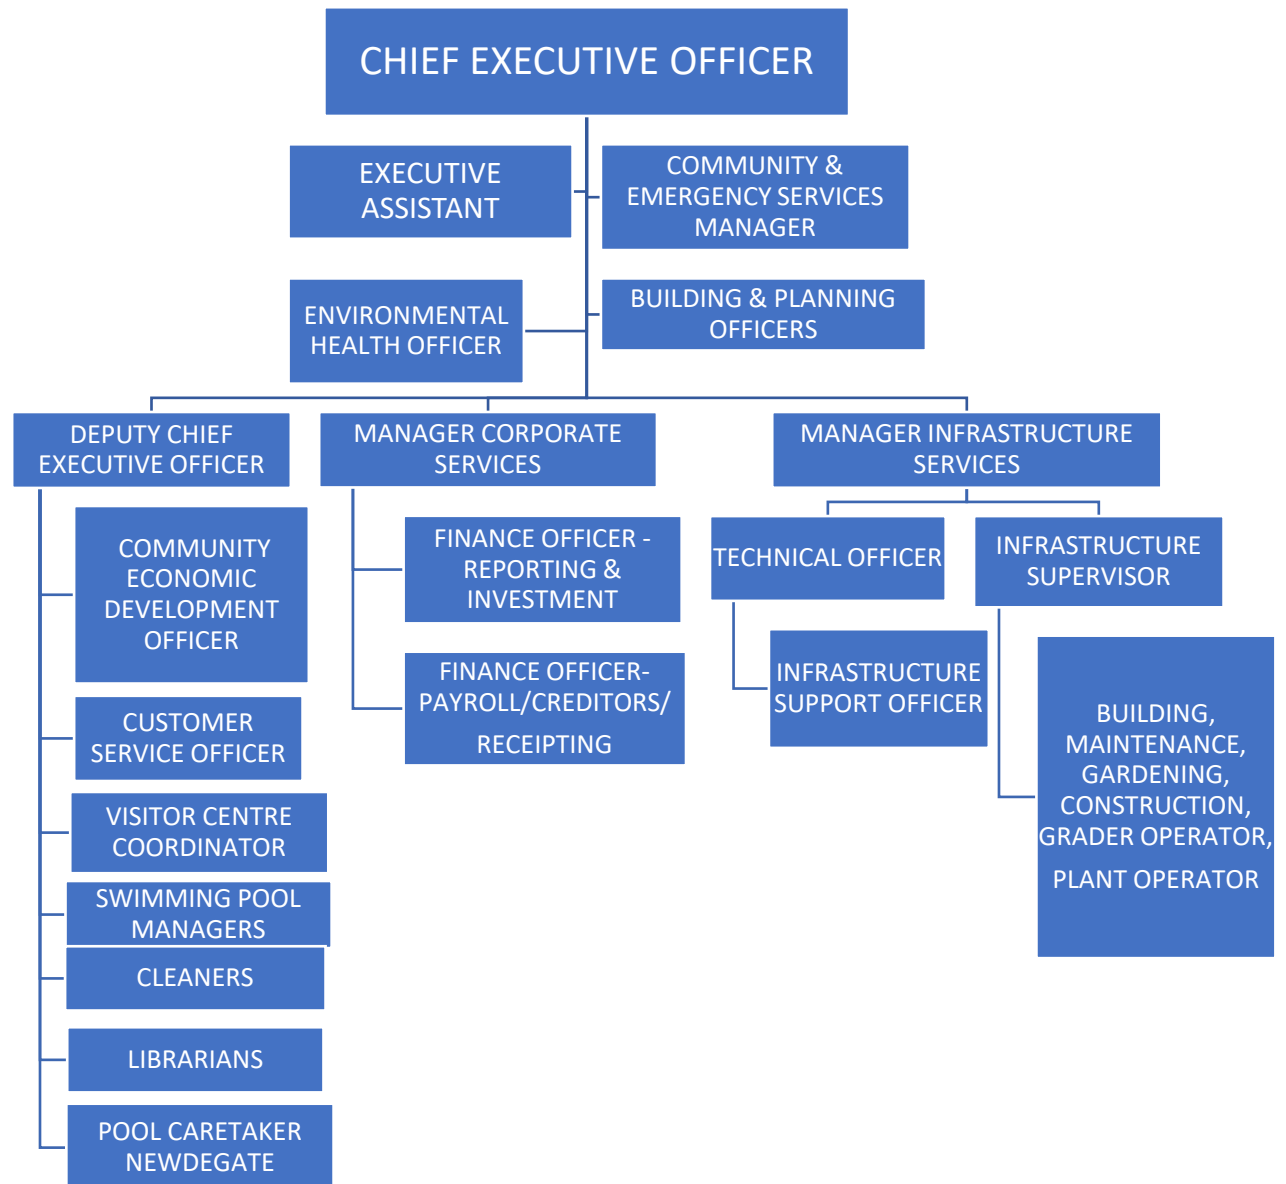 CHIEF EXECUTIVE OFFICER
EXECUTIVE
ASSISTANT
COMMUNITY &
EMERGENCY SERVICES
MANAGER
ENVIRONMENTAL
HEALTH OFFICER
BUILDING & PLANNING
OFFICERS
DEPUTY CHIEF
EXECUTIVE OFFICER
COMMUNITY
ECONOMIC
DEVELOPMENT
OFFICER
CUSTOMER
SERVICE OFFICER
VISITOR CENTRE
COORDINATOR
SWIMMING POOL
MANAGERS
CLEANERS
LIBRARIANS
POOL CARETAKER
NEWDEGATE
MANAGER CORPORATE
SERVICES
FINANCE OFFICER -
REPORTING &
INVESTMENT
FINANCE OFFICER-
PAYROLL/CREDITORS/
RECEIPTING
MANAGER INFRASTRUCTURE
SERVICES
TECHNICAL OFFICER
INFRASTRUCTURE
SUPPORT OFFICER
INFRASTRUCTURE
SUPERVISOR
BUILDING,
MAINTENANCE,
GARDENING,
CONSTRUCTION,
GRADER OPERATOR,
PLANT OPERATOR